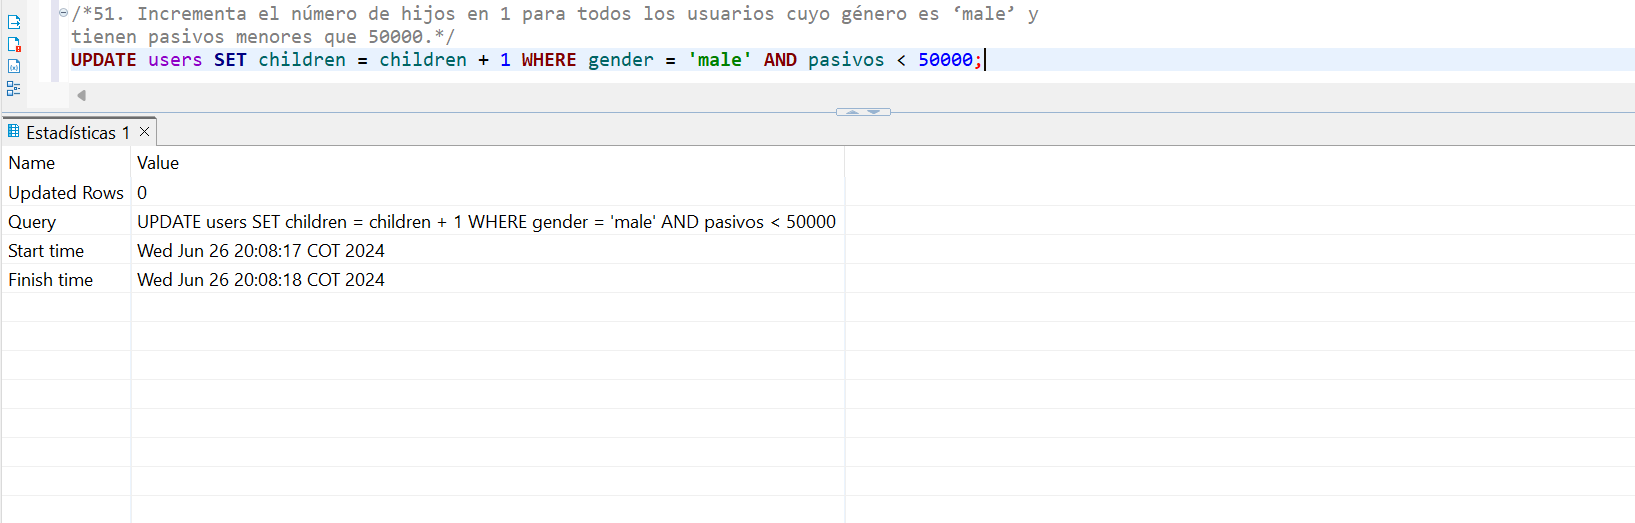 /*51. Incrementa el número de hijos en 1 para todos los usuarios cuyo género es ‘male’ y
tienen pasivos menores que 50000.*/
UPDATE users SET children = children + 1 WHERE gender = 'male' AND pasivos < 50000;
Estadísticas 1
Name Value
Updated Rows 0
Query UPDATE users SET children = children + 1 WHERE gender = 'male' AND pasivos < 50000
Start time Wed Jun 26 20:08:17 COT 2024
Finish time Wed Jun 26 20:08:18 COT 2024